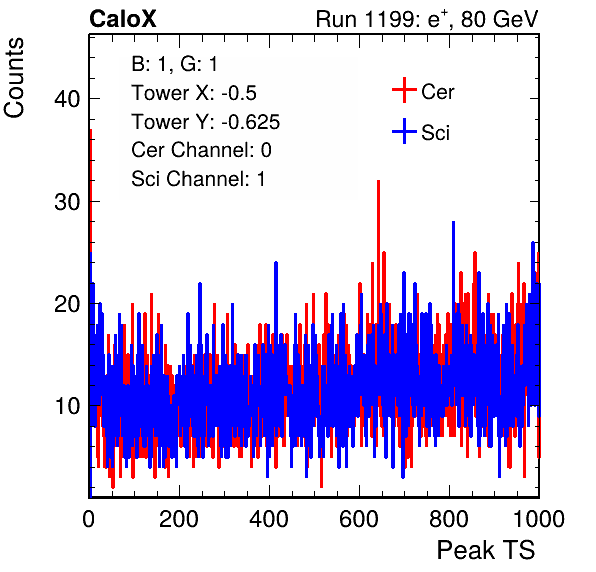 CaloX Run 1199: e⁺, 80 GeV
Counts
B: 1, G: 1
Tower X: -0.5
Tower Y: -0.625
Cer Channel: 0
Sci Channel: 1
Cer
Sci
40
30
20
10
0 200 400 600 800 1000
Peak TS